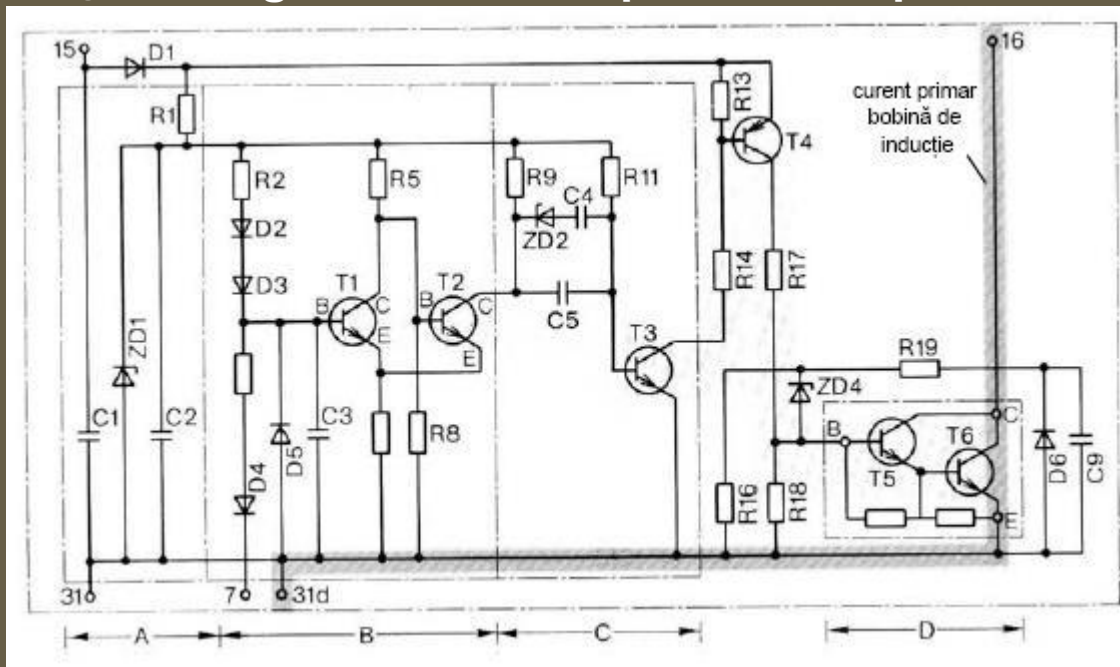 15
D1
16
R1
R13
curent primar
bobină de
inducție
T4
R2
R5
R9
C4
R11
D2
ZD2
D3
T1
T2
R14
R17
B
C
B
C
C5
ZD1
E
E
T3
R19
ZD4
C1
C2
C3
R8
B
T6
C
D5
T5
D6
C9
D4
R16
R18
E
31
7
31d
A
B
C
D